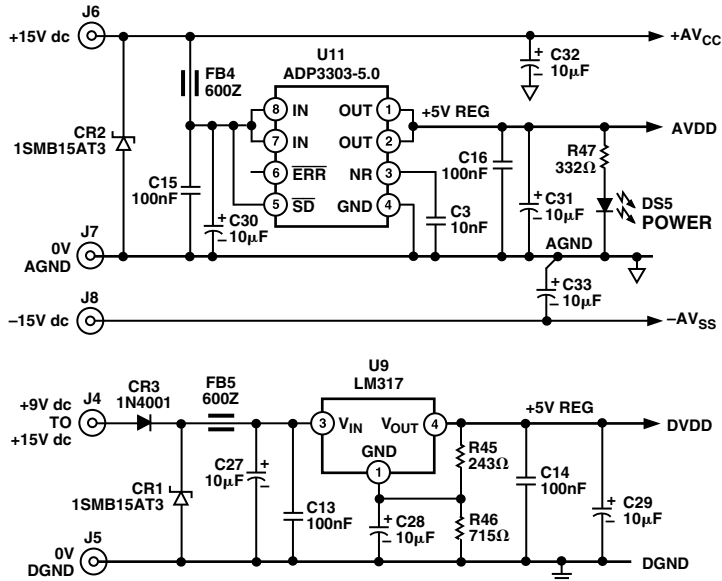 J6
+15V dc
+AVCC
FB4
600Z
U11
ADP3303-5.0
C32
10µF
8 IN
OUT 1
+5V REG
7 IN
OUT 2
AVDD
6 ERR
NR 3
5 SD
GND 4
CR2
1SMB15AT3
C15
100nF
C30
10µF
C3
10nF
C16
100nF
C31
10µF
R47
332Ω
DS5
POWER
J7
0V
AGND
AGND
C33
10µF
J8
–15V dc
–AVSS
J4
+9V dc
TO
+15V dc
CR3
1N4001
FB5
600Z
U9
LM317
3 VIN
VOUT 4
GND
1
+5V REG
DVDD
CR1
1SMB15AT3
C27
10µF
C13
100nF
C28
10µF
R45
243Ω
R46
715Ω
C14
100nF
C29
10µF
J5
0V
DGND
DGND